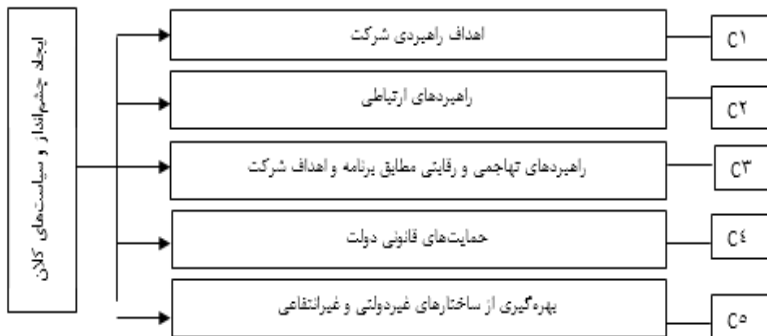 ایجاد چشم‌انداز و سیاست‌های کلان
اهداف راهبردی شرکت
C۱
راهبردهای ارتباطی
C۲
راهبردهای تهاجمی و رقابتی مطابق برنامه و اهداف شرکت
C۳
حمایت‌های قانونی دولت
C٤
بهره‌گیری از ساختارهای غیردولتی و غیرانتفاعی
C۵